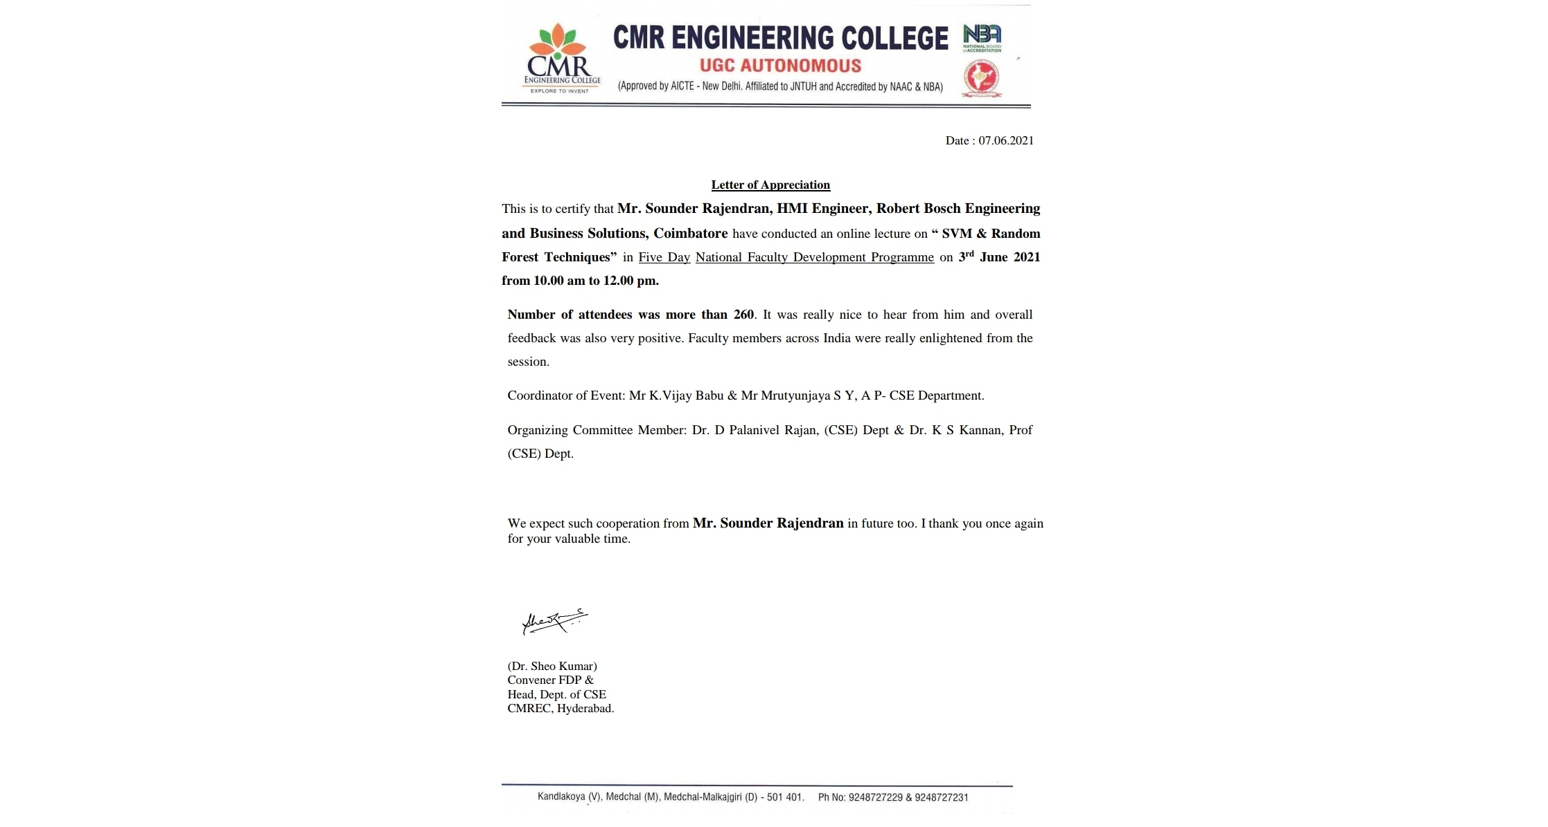 CMR
ENGINEERING COLLEGE
EXPLORE TO INVENT
CMR ENGINEERING COLLEGE
UGC AUTONOMOUS
(Approved by AICTE - New Delhi. Affiliated to JNTUH and Accredited by NAAC & NBA)
NBA
NATIONAL BOARD
of ACCREDITATION
Date : 07.06.2021
Letter of Appreciation
This is to certify that Mr. Sounder Rajendran, HMI Engineer, Robert Bosch Engineering
and Business Solutions, Coimbatore have conducted an online lecture on “ SVM & Random
Forest Techniques” in Five Day National Faculty Development Programme on 3rd June 2021
from 10.00 am to 12.00 pm.
Number of attendees was more than 260. It was really nice to hear from him and overall
feedback was also very positive. Faculty members across India were really enlightened from the
session.
Coordinator of Event: Mr K.Vijay Babu & Mr Mrutyunjaya S Y, A P- CSE Department.
Organizing Committee Member: Dr. D Palanivel Rajan, (CSE) Dept & Dr. K S Kannan, Prof
(CSE) Dept.
We expect such cooperation from Mr. Sounder Rajendran in future too. I thank you once again
for your valuable time.
(Dr. Sheo Kumar)
Convener FDP &
Head, Dept. of CSE
CMREC, Hyderabad.
Kandlakoya (V), Medchal (M), Medchal-Malkajgiri (D) - 501 401. Ph No: 9248727229 & 9248727231